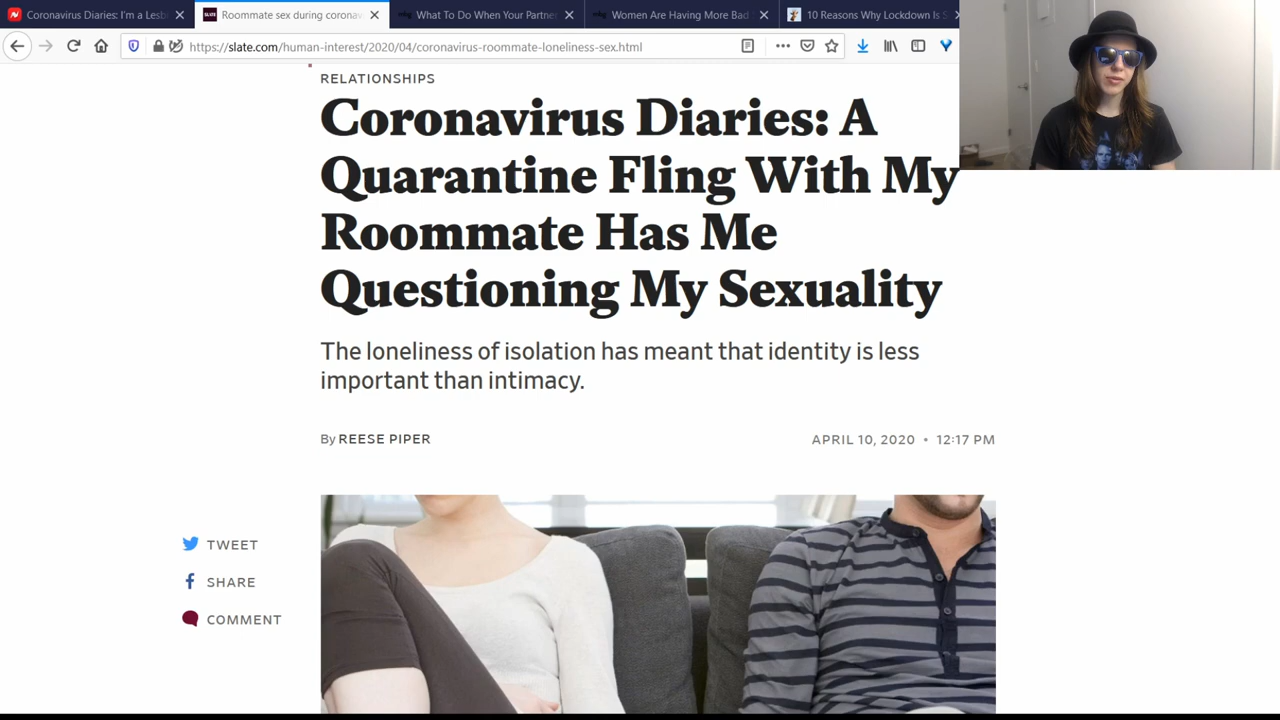 Coronavirus Diaries: I'm a Lesb
Roommate sex during coronav
What To Do When Your Partne
Women Are Having More Bad
10 Reasons Why Lockdown Is S
https://slate.com/human-interest/2020/04/coronavirus-roommate-loneliness-sex.html
RELATIONSHIPS
Coronavirus Diaries: A
Quarantine Fling With My
Roommate Has Me
Questioning My Sexuality
The loneliness of isolation has meant that identity is less
important than intimacy.
By REESE PIPER
APRIL 10, 2020 • 12:17 PM
TWEET
SHARE
COMMENT